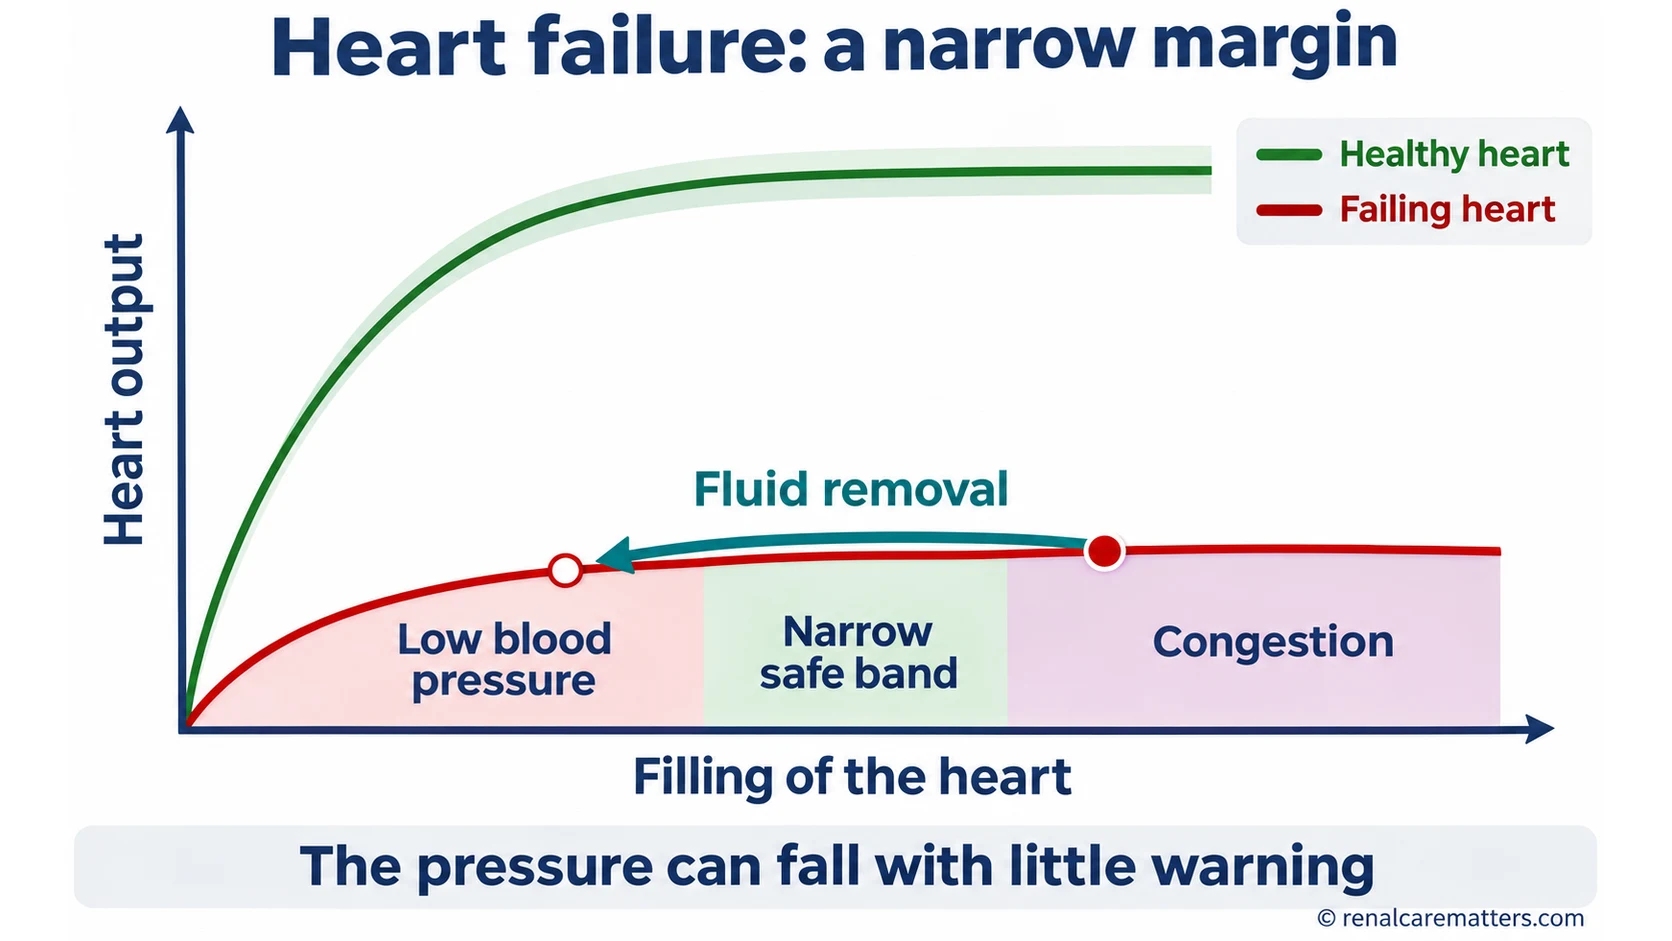 Heart failure: a narrow margin
Healthy heart
Failing heart
Heart output
Fluid removal
Low blood
pressure
Narrow
safe band
Congestion
Filling of the heart
The pressure can fall with little warning
© renalcarematters.com